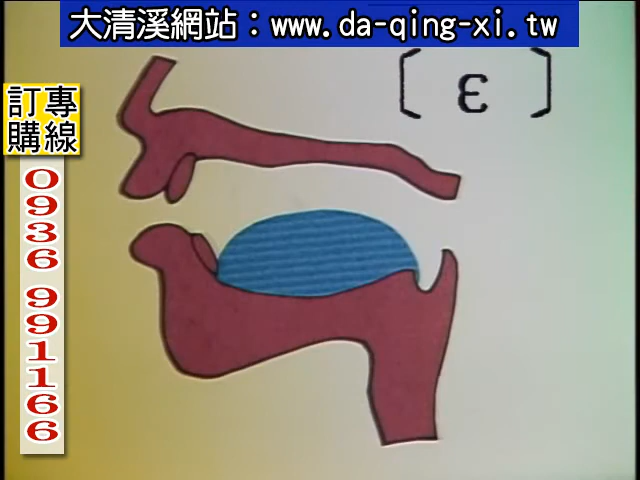 大清溪網站：www.da-qing-xi.tw
〔 ε 〕
專線
訂購
0936 991166